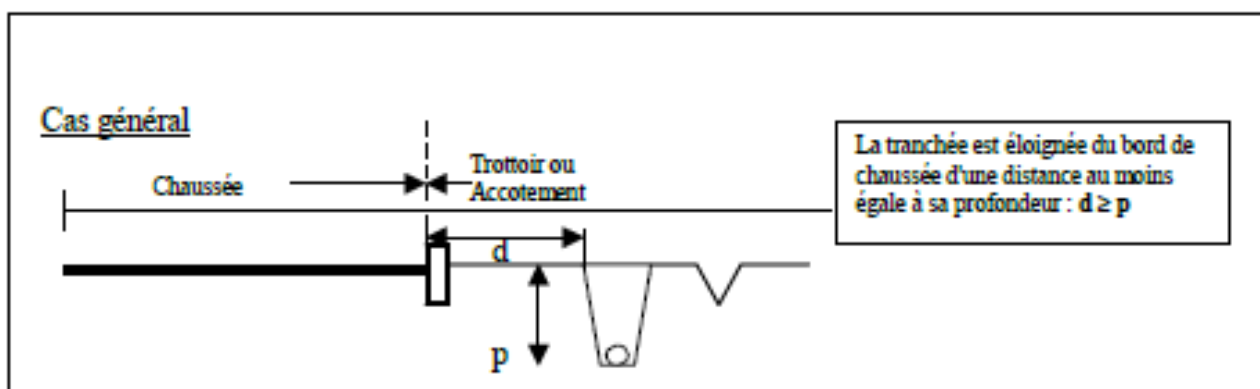 Cas général
Chaussée
Trottoir ou
Accotement
La tranchée est éloignée du bord de
chaussée d'une distance au moins
égale à sa profondeur : d ≥ p
d
p